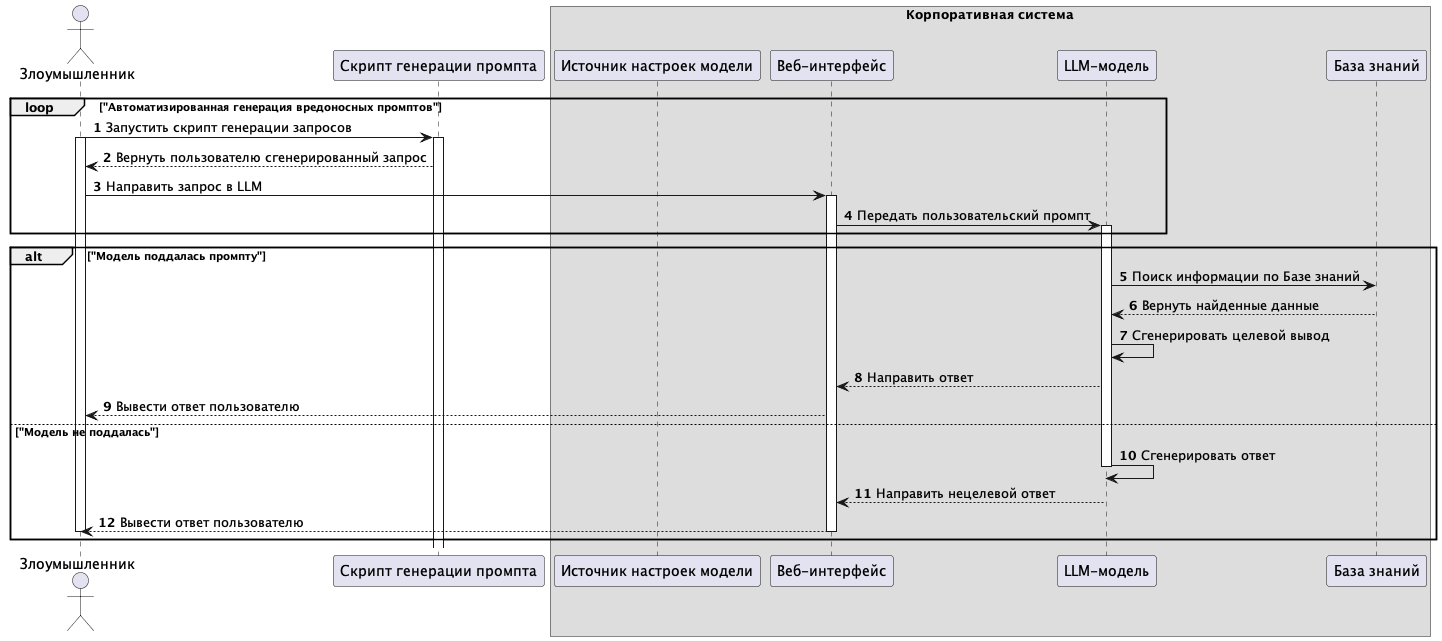 Корпоративная система
Злоумышленник
Скрипт генерации промпта
Источник настроек модели
Веб-интерфейс
LLM-модель
База знаний
loop
["Автоматизированная генерация вредоносных промптов"]
1 Запустить скрипт генерации запросов
2 Вернуть пользователю сгенерированный запрос
3 Направить запрос в LLM
4 Передать пользовательский промпт
alt
["Модель поддалась промпту"]
5 Поиск информации по Базе знаний
6 Вернуть найденные данные
7 Сгенерировать целевой вывод
8 Направить ответ
9 Вывести ответ пользователю
["Модель не поддалась"]
10 Сгенерировать ответ
11 Направить нецелевой ответ
12 Вывести ответ пользователю
Злоумышленник
Скрипт генерации промпта
Источник настроек модели
Веб-интерфейс
LLM-модель
База знаний